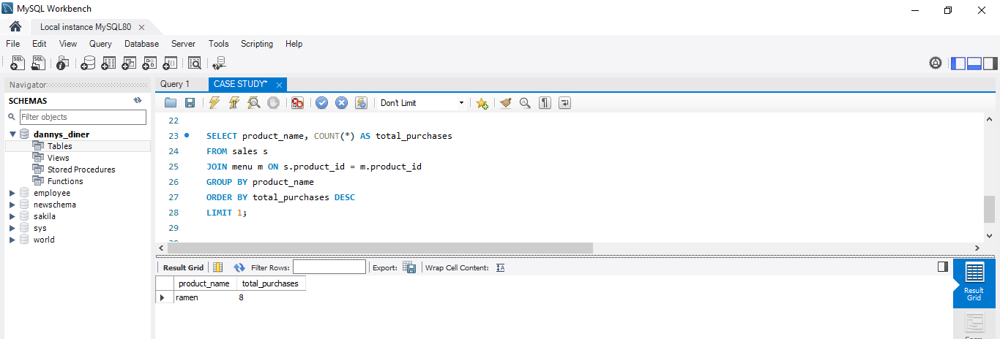 MySQL Workbench
Local instance MySQL80
File Edit View Query Database Server Tools Scripting Help
Navigator
SCHEMAS
Filter objects
dannys_diner
Tables
Views
Stored Procedures
Functions
employee
newschema
sakila
sys
world
Query 1 CASE STUDY*
Don't Limit
22
23 SELECT product_name, COUNT(*) AS total_purchases
24 FROM sales s
25 JOIN menu m ON s.product_id = m.product_id
26 GROUP BY product_name
27 ORDER BY total_purchases DESC
28 LIMIT 1;
29
Result Grid Filter Rows: Export: Wrap Cell Content:
product_name total_purchases
ramen 8
Result
Grid